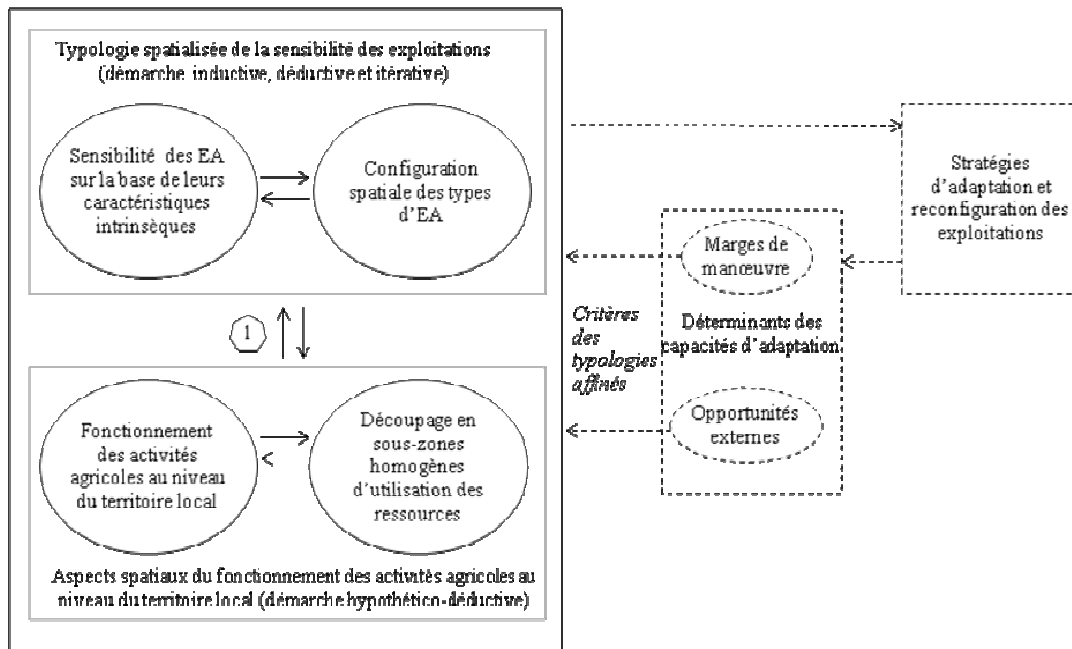 Typologie spatialisée de la sensibilité des exploitations
(démarche inductive, déductive et itérative)
Sensibilité des EA
sur la base de leurs
caractéristiques
intrinsèques
Configuration
spatiale des types
d'EA
1
Fonctionnement
des activités
agricoles au niveau
du territoire local
Découpage en
sous-zones
homogènes
d'utilisation des
ressources
Aspects spatiaux du fonctionnement des activités agricoles au
niveau du territoire local (démarche hypothético-déductive)
Critères
des
typologies
affinés
Marges de
manœuvre
Déterminants des
capacités d'adaptation
Opportunités
externes
Stratégies
d'adaptation et
reconfiguration des
exploitations